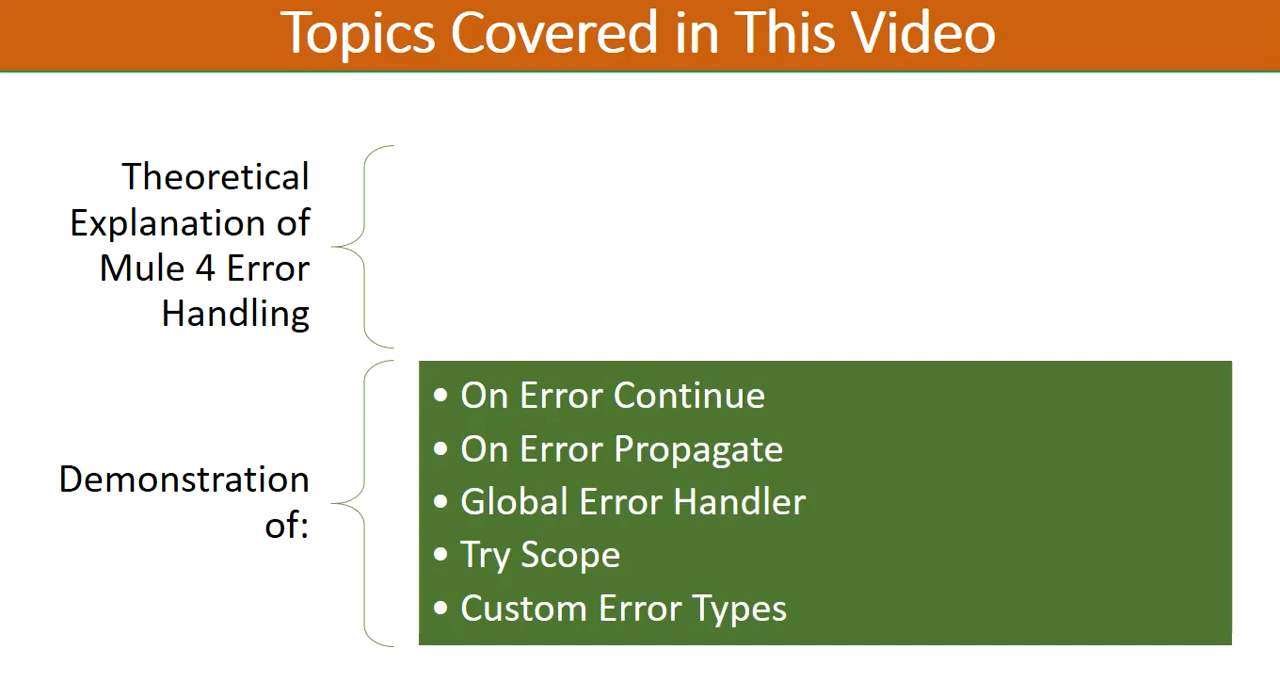 Topics Covered in This Video
Theoretical
Explanation of
Mule 4 Error
Handling
Demonstration
of:
• On Error Continue
• On Error Propagate
• Global Error Handler
• Try Scope
• Custom Error Types